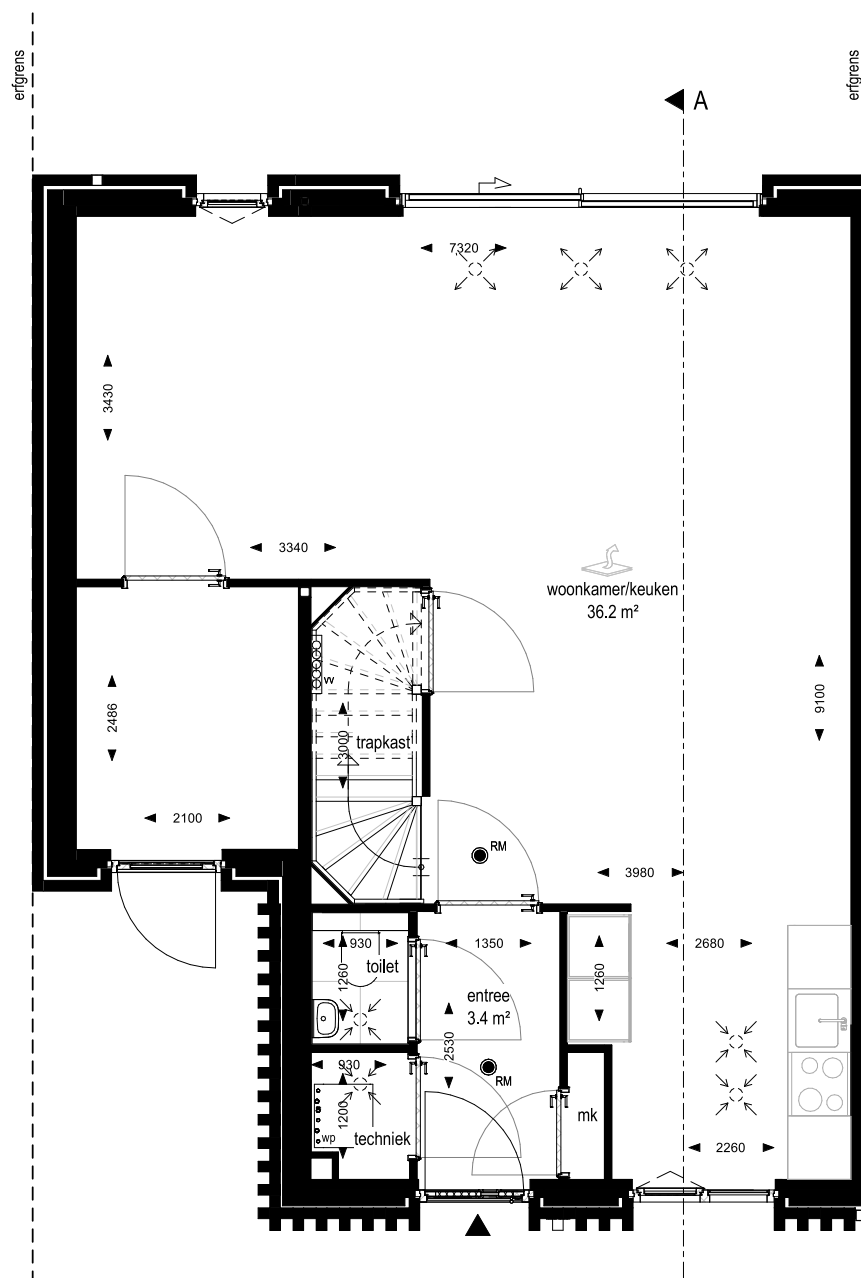 erfgrens
erfgrens
A
7320
3430
3340
woonkamer/keuken
36.2 m²
vv
2486
3000
trapkast
9100
2100
RM
3980
930
1350
2680
1260
toilet
1260
entree
3.4 m²
2530
930
RM
1200
wp
techniek
mk
2260